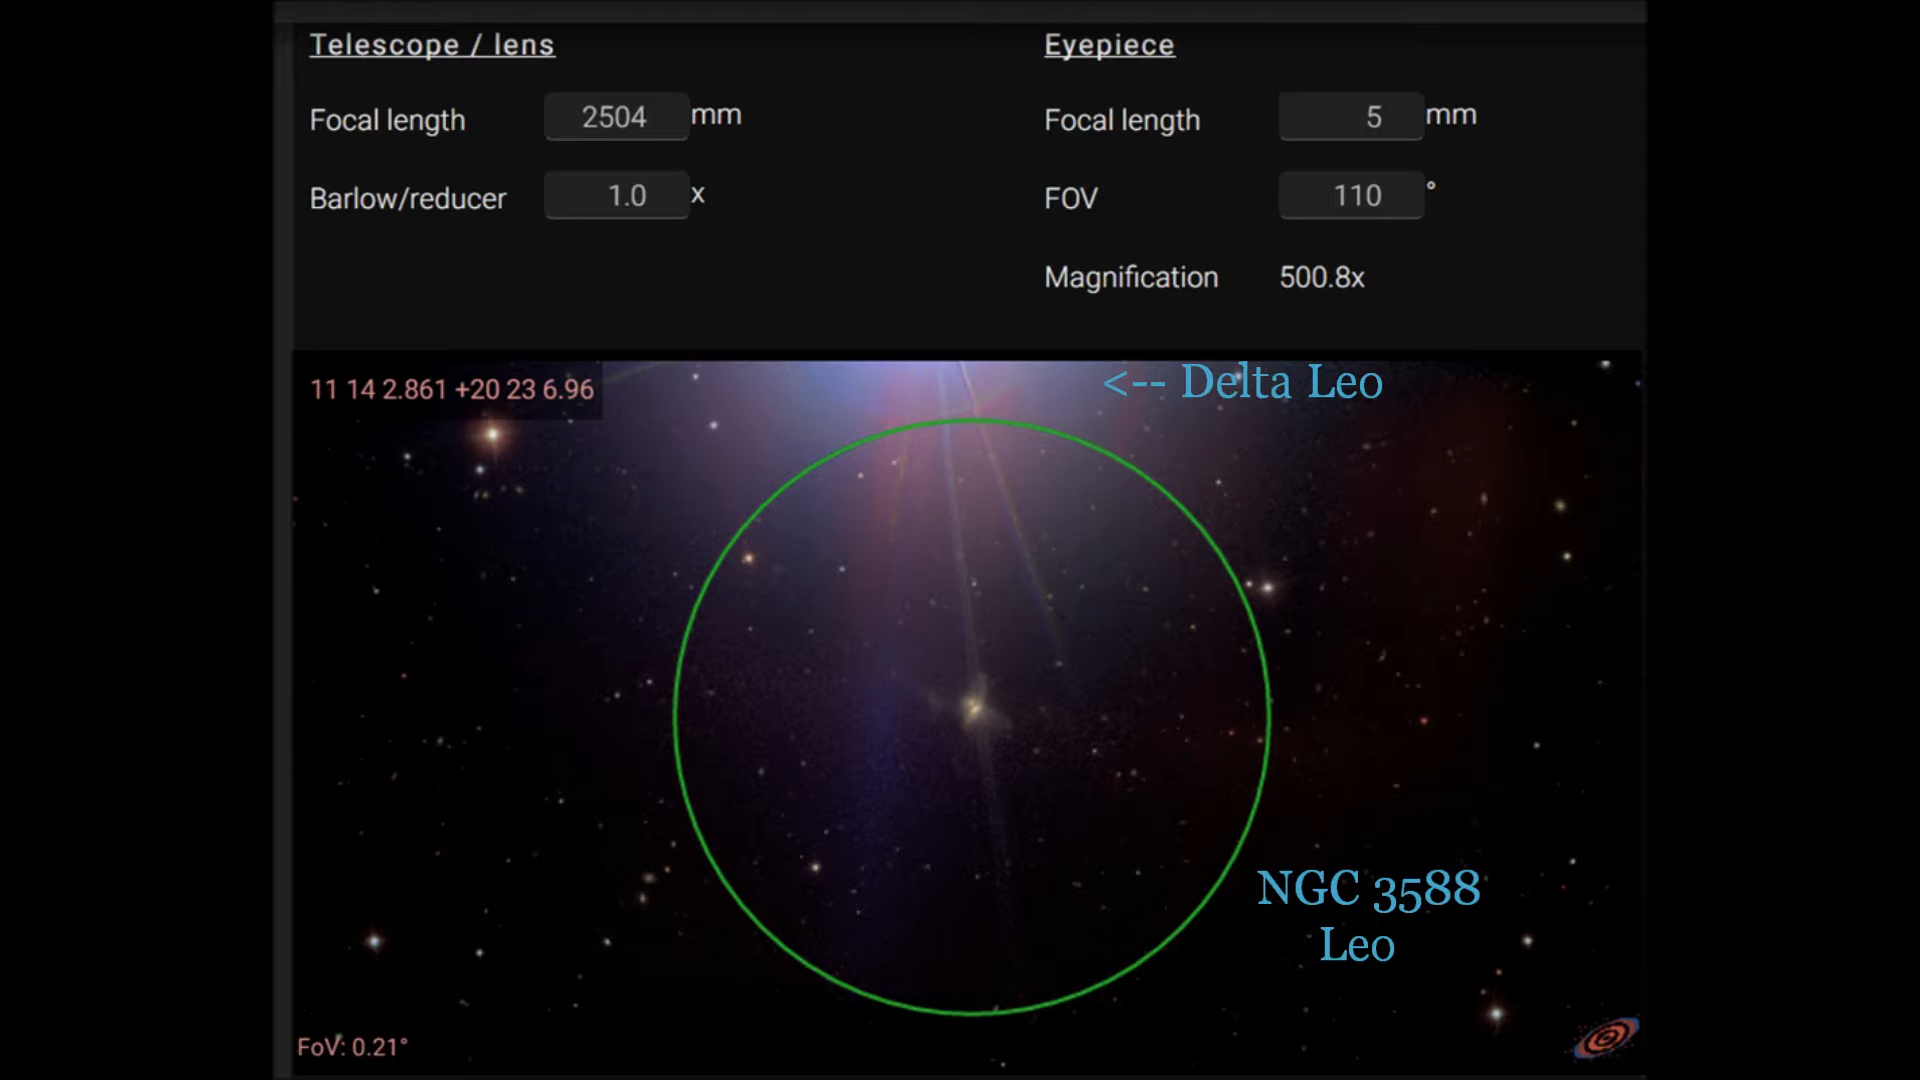 Telescope / lens
Eyepiece
Focal length 2504 mm
Focal length 5 mm
Barlow/reducer 1.0 x
FOV 110 °
Magnification 500.8x
11 14 2.861 +20 23 6.96
<-- Delta Leo
NGC 3588
Leo
FoV: 0.21°